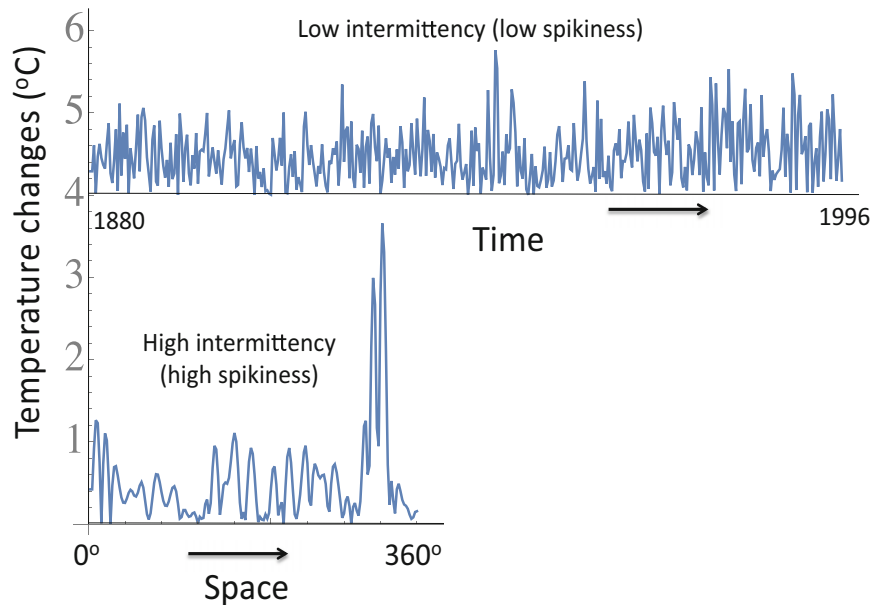 Temperature changes (°C)
Low intermittency (low spikiness)
6
5
4
1880
1996
Time
3
2
1
High intermittency
(high spikiness)
0° 360°
Space